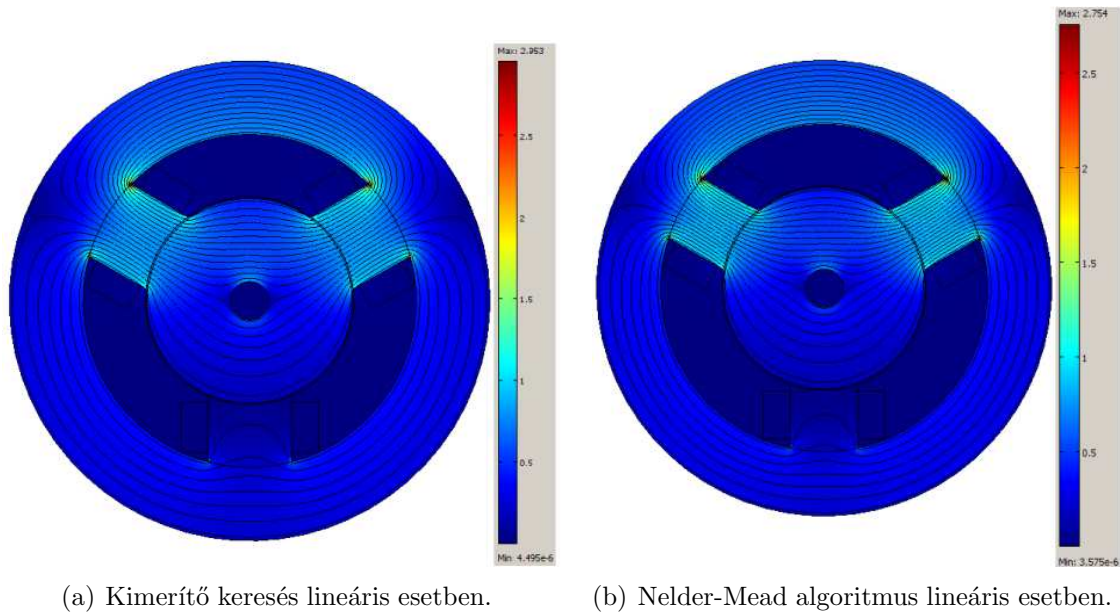 Max: 2.953
2.5
2
1.5
1
0.5
Min: 4.495e-6
Max: 2.754
2.5
2
1.5
1
0.5
Min: 3.575e-6
(a) Kimerítő keresés lineáris esetben.
(b) Nelder-Mead algoritmus lineáris esetben.